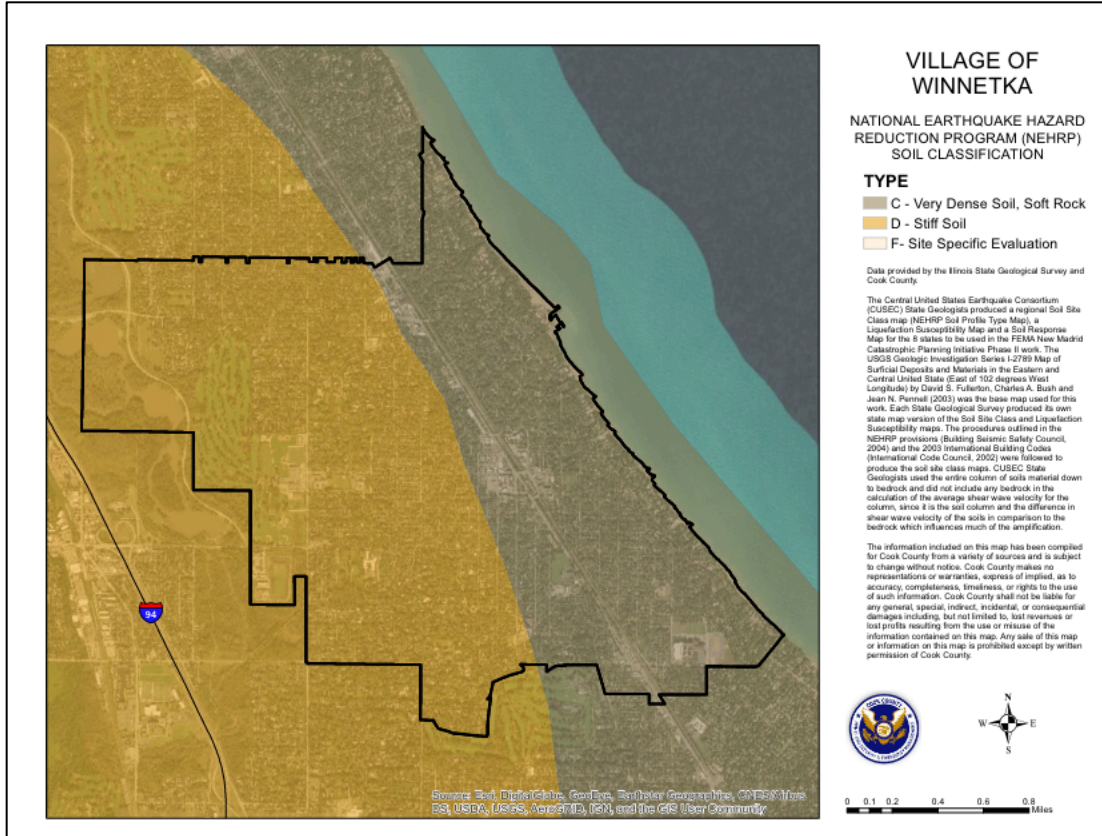 VILLAGE OF
WINNETKA
NATIONAL EARTHQUAKE HAZARD
REDUCTION PROGRAM (NEHRP)
SOIL CLASSIFICATION
TYPE
C - Very Dense Soil, Soft Rock
D - Stiff Soil
F- Site Specific Evaluation
Data provided by the Illinois State Geological Survey and
Cook County.
The Central United States Earthquake Consortium
(CUSEC) State Geologists produced a regional Soil Site
Class map (NEHRP Soil Profile Type Map), a
Liquefaction Susceptibility Map and a Soil Response
Map for the 8 states to be used in the FEMA New Madrid
Catastrophic Planning Initiative Phase II work. The
USGS Geologic Investigation Series I-2789 Map of
Surficial Deposits and Materials in the Eastern and
Central United State (East of 102 degrees West
Longitude) by David S. Fullerton, Charles A. Bush and
Jean N. Pennell (2003) was the base map used for this
work. Each State Geological Survey produced its own
state map version of the Soil Site Class and Liquefaction
Susceptibility maps. The procedures outlined in the
NEHRP provisions (Building Seismic Safety Council,
2004) and the 2003 International Building Codes
(International Code Council, 2002) were followed to
produce the soil site class maps. CUSEC State
Geologists used the entire column of soils material down
to bedrock and did not include any bedrock in the
calculation of the average shear wave velocity for the
column, since it is the soil column and the difference in
shear wave velocity of the soils in comparison to the
bedrock which influences much of the amplification.
The information included on this map has been compiled
for Cook County from a variety of sources and is subject
to change without notice. Cook County makes no
representations or warranties, express of implied, as to
accuracy, completeness, timeliness, or rights to the use
of such information. Cook County shall not be liable for
any general, special, indirect, incidental, or consequential
damages including, but not limited to, lost revenues or
lost profits resulting from the use or misuse of the
information contained on this map. Any sale of this map
or information on this map is prohibited except by written
permission of Cook County.
94
N
W E
S
0 0.1 0.2 0.4 0.6 0.8
Miles
Source: Esri, DigitalGlobe, GeoEye, Earthstar Geographics, CNES/Airbus
DS, USDA, USGS, AeroGRID, IGN, and the GIS User Community